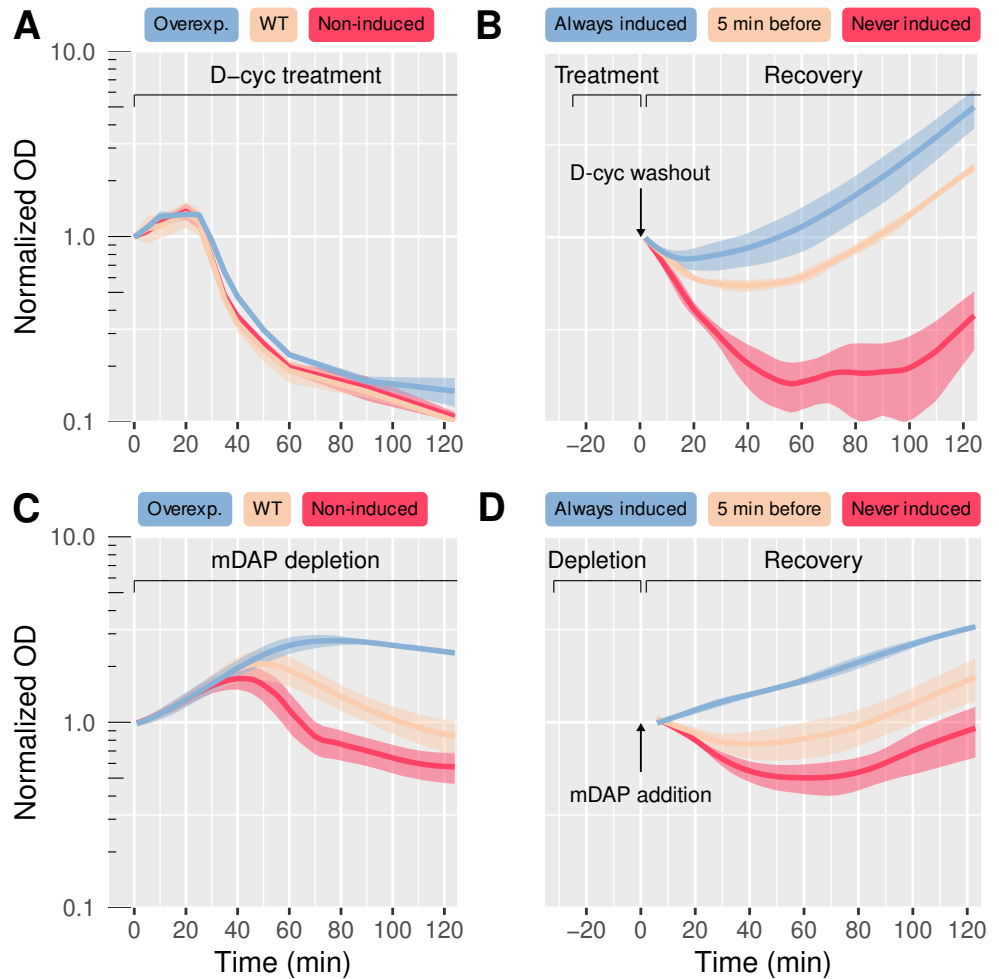 A
Overexp. WT Non-induced
10.0
1.0
0.1
Normalized OD
D−cyc treatment
0 20 40 60 80 100 120
B
Always induced 5 min before Never induced
Treatment Recovery
D-cyc washout
−20 0 20 40 60 80 100 120
C
Overexp. WT Non-induced
10.0
1.0
0.1
Normalized OD
mDAP depletion
0 20 40 60 80 100 120
Time (min)
D
Always induced 5 min before Never induced
Depletion Recovery
mDAP addition
−20 0 20 40 60 80 100 120
Time (min)